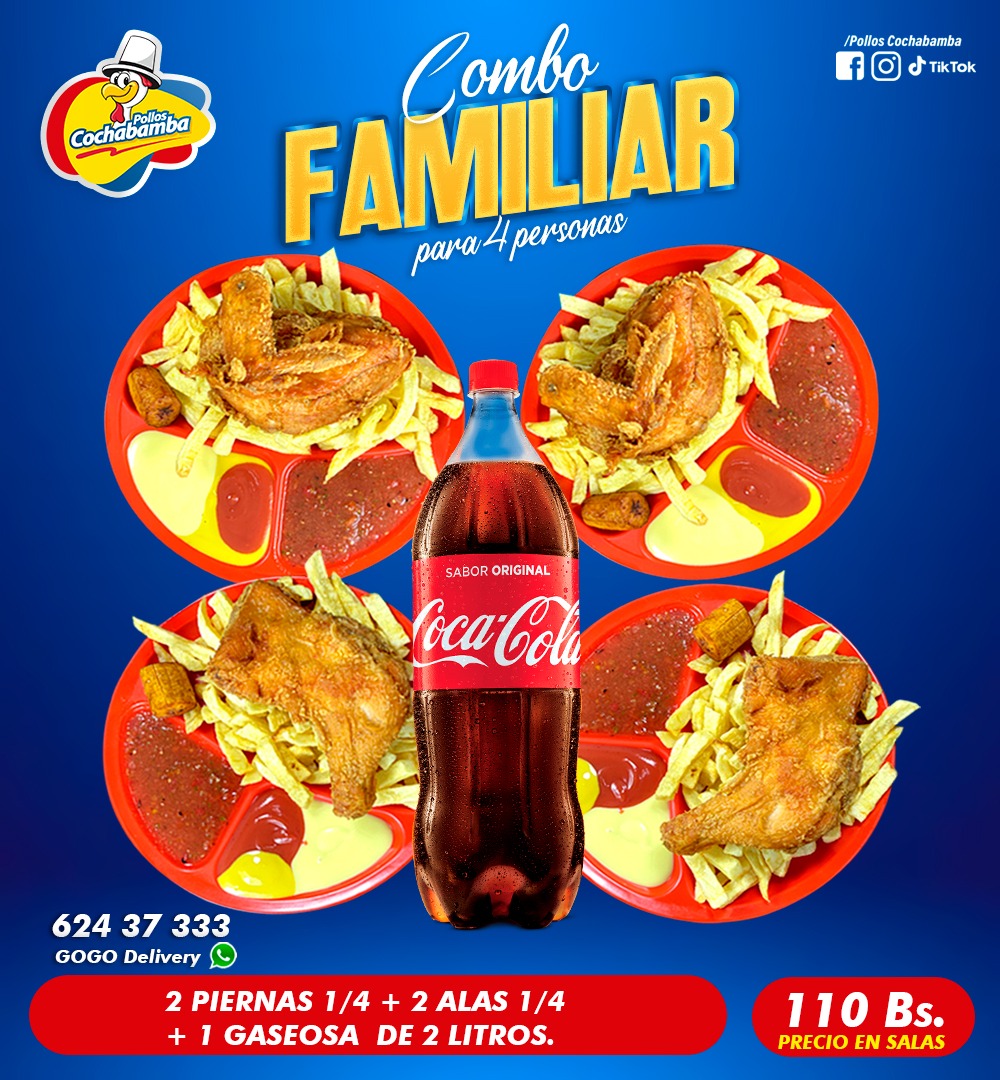 Pollos
Cochabamba
/Pollos Cochabamba
TikTok
Combo
FAMILIAR
para 4 personas
SABOR ORIGINAL
Coca-Cola
624 37 333
GOGO Delivery
2 PIERNAS 1/4 + 2 ALAS 1/4
+ 1 GASEOSA DE 2 LITROS.
110 Bs.
PRECIO EN SALAS